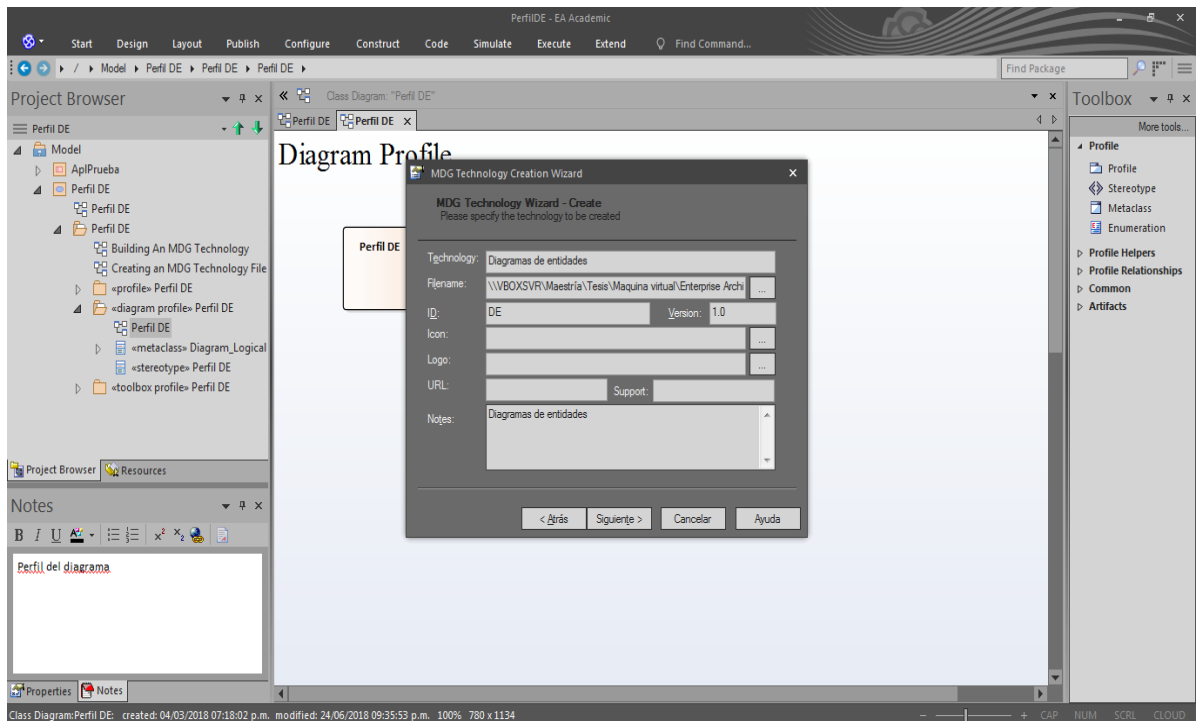 PerfilDE - EA Academic
Start Design Layout Publish Configure Construct Code Simulate Execute Extend Find Command...
/ Model Perfil DE Perfil DE Perfil DE
Find Package
Project Browser
Perfil DE
Model
AplPrueba
Perfil DE
Perfil DE
Perfil DE
Building An MDG Technology
Creating an MDG Technology File
«profile» Perfil DE
«diagram profile» Perfil DE
Perfil DE
«metaclass» Diagram_Logical
«stereotype» Perfil DE
«toolbox profile» Perfil DE
Project Browser Resources
Notes
B I U x² x₂
Perfil del diagrama
Properties Notes
Class Diagram: "Perfil DE"
Perfil DE Perfil DE x
Diagram Profile
Perfil DE
MDG Technology Creation Wizard
MDG Technology Wizard - Create
Please specify the technology to be created
Technology: Diagramas de entidades
Filename: \\VBOXSVR\Maestría\Tesis\Maquina virtual\Enterprise Archi ...
ID: DE Version: 1.0
Icon: ...
Logo: ...
URL: Support:
Notes: Diagramas de entidades
< Atrás Siguiente > Cancelar Ayuda
Toolbox
More tools...
Profile
Profile
Stereotype
Metaclass
Enumeration
Profile Helpers
Profile Relationships
Common
Artifacts
Class Diagram:Perfil DE: created: 04/03/2018 07:18:02 p.m. modified: 24/06/2018 09:35:53 p.m. 100% 780 x 1134
CAP NUM SCRL CLOUD